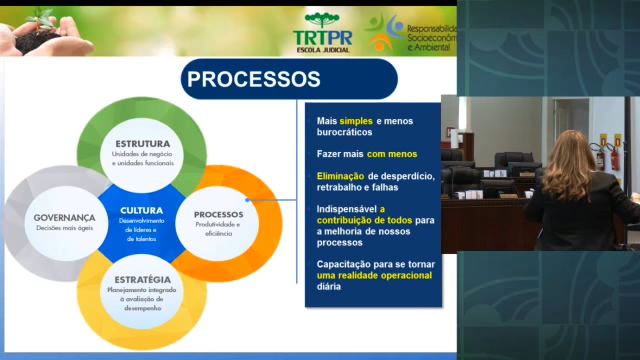 TRTPR
ESCOLA JUDICIAL
Responsabilidade
Socioeconôm
e Ambiental
PROCESSOS
ESTRUTURA
Unidades de negócio
e unidades funcionais
GOVERNANÇA
Decisões mais ágeis
CULTURA
Desenvolvimento
de líderes e
de talentos
PROCESSOS
Produtividade e
eficiência
ESTRATÉGIA
Planejamento integrado
à avaliação de
desempenho
Mais simples e menos
burocráticos
Fazer mais com menos
Eliminação de desperdício,
retrabalho e falhas
Indispensável a
contribuição de todos para
a melhoria de nossos
processos
Capacitação para se tornar
uma realidade operacional
diária